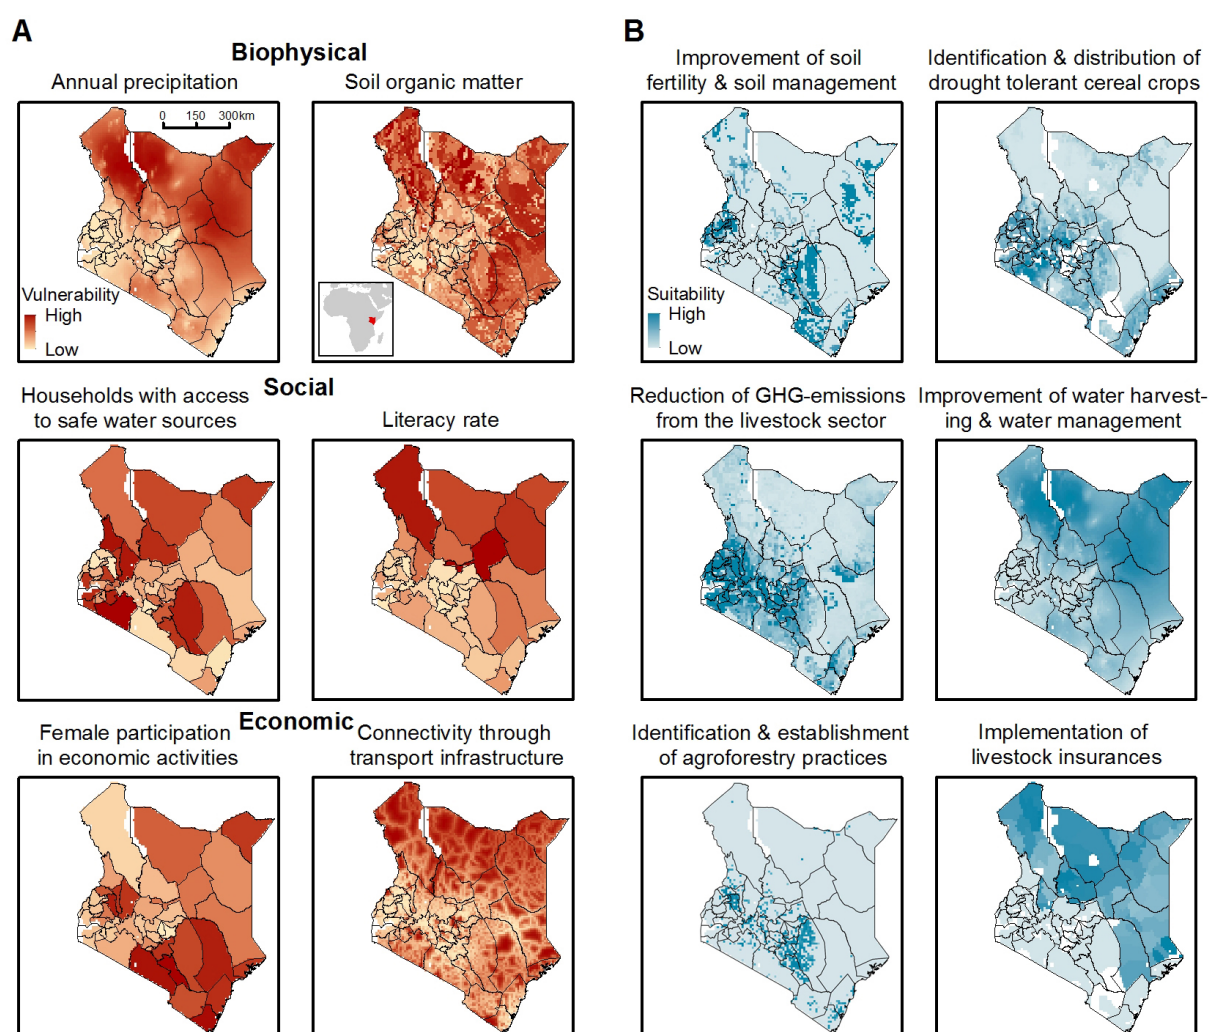 A
Biophysical
Annual precipitation
0 150 300km
Vulnerability
High
Low
Soil organic matter
Social
Households with access
to safe water sources
Literacy rate
Economic
Female participation
in economic activities
Connectivity through
transport infrastructure
B
Improvement of soil
fertility & soil management
Suitability
High
Low
Identification & distribution of
drought tolerant cereal crops
Reduction of GHG-emissions
from the livestock sector
Improvement of water harvest-
ing & water management
Identification & establishment
of agroforestry practices
Implementation of
livestock insurances